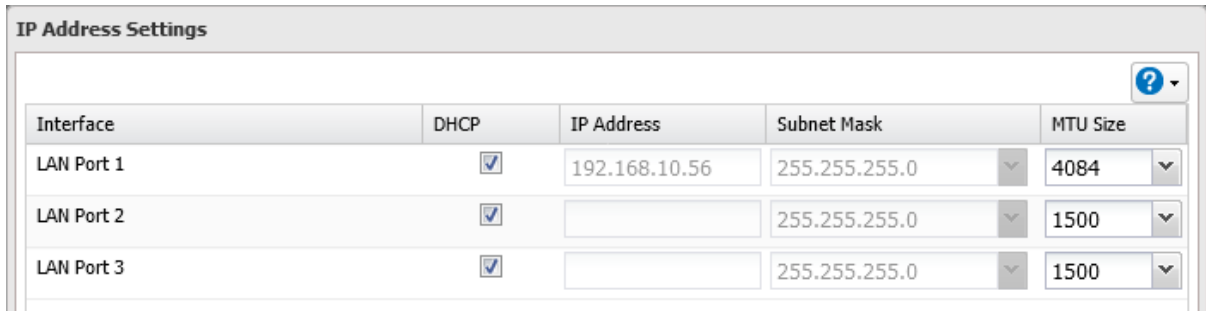 IP Address Settings
?
Interface DHCP IP Address Subnet Mask MTU Size
LAN Port 1 192.168.10.56 255.255.255.0 4084
LAN Port 2 255.255.255.0 1500
LAN Port 3 255.255.255.0 1500